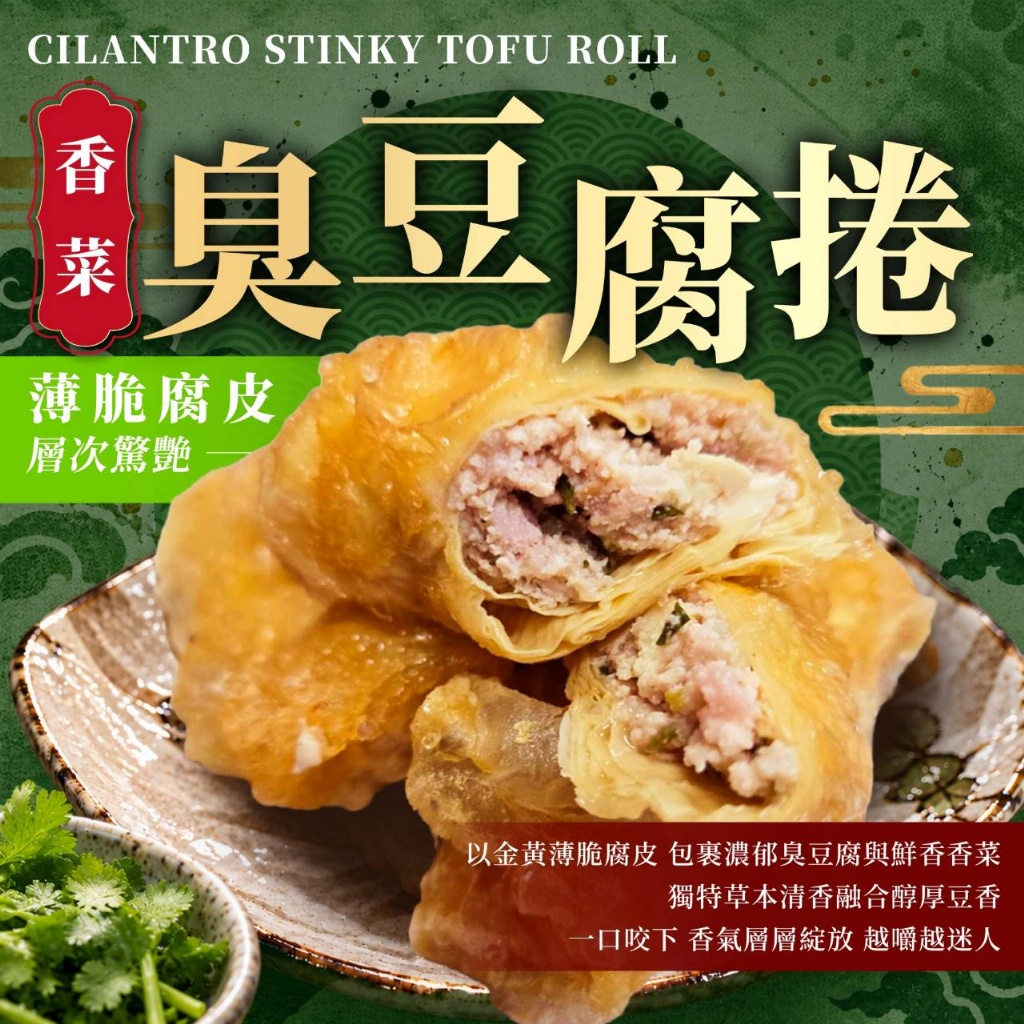 CILANTRO STINKY TOFU ROLL
香菜
臭豆腐捲
薄脆腐皮
層次驚艷
以金黃薄脆腐皮 包裹濃郁臭豆腐與鮮香香菜
獨特草本清香融合醇厚豆香
一口咬下 香氣層層綻放 越嚼越迷人